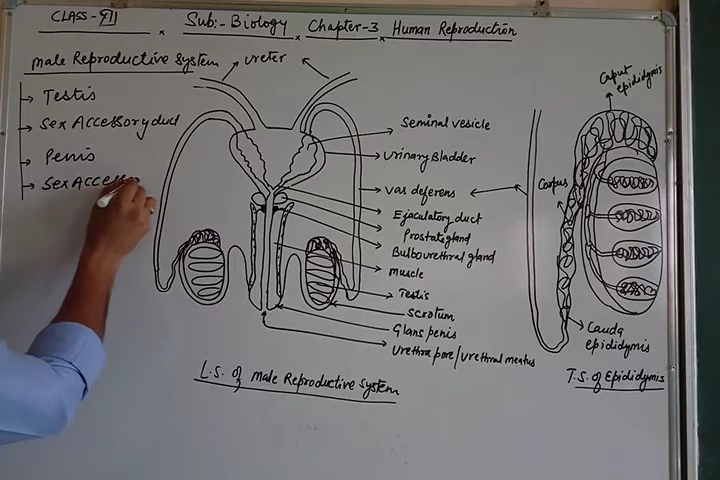 CLASS-XII Sub:- Biology Chapter-3 Human Reproduction
Male Reproductive System
Testis
Sex Accessory duct
Penis
Sex Access
ureter
Seminal vesicle
Urinary Bladder
Vas deferens
Ejaculatory duct
Prostate gland
Bulbourethral gland
Muscle
Testis
Scrotum
Glans penis
Urethra pore/urethral meatus
L.S. of Male Reproductive System
Caput
epididymis
Corpus
Cauda
epididymis
T.S. of Epididymis